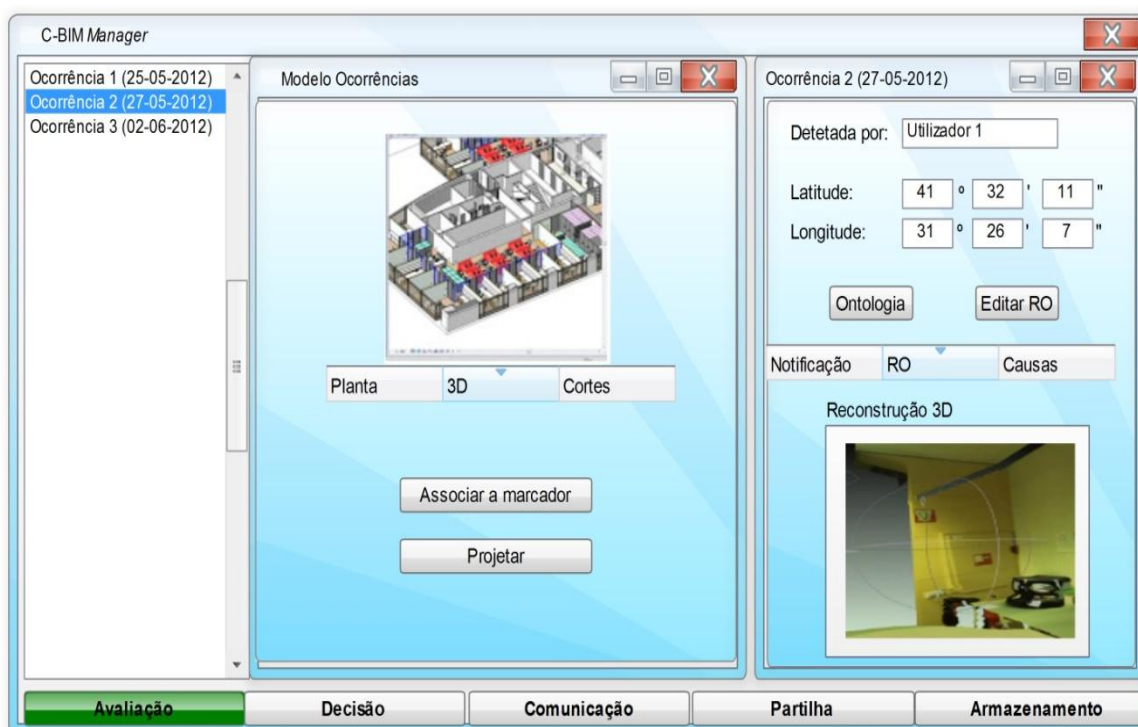 C-BIM Manager
Ocorrência 1 (25-05-2012)
Ocorrência 2 (27-05-2012)
Ocorrência 3 (02-06-2012)
Modelo Ocorrências
Planta 3D Cortes
Associar a marcador
Projetar
Ocorrência 2 (27-05-2012)
Detetada por: Utilizador 1
Latitude: 41 º 32 ' 11 "
Longitude: 31 º 26 ' 7 "
Ontologia Editar RO
Notificação RO Causas
Reconstrução 3D
Avaliação Decisão Comunicação Partilha Armazenamento